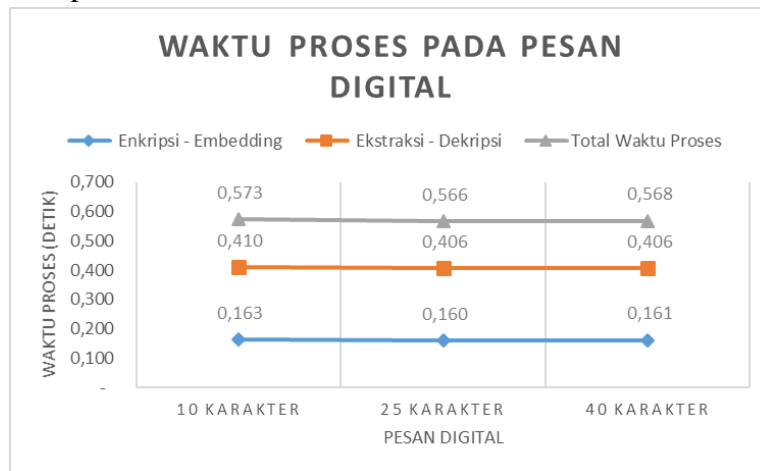 WAKTU PROSES PADA PESAN
DIGITAL
Enkripsi - Embedding Ekstraksi - Dekripsi Total Waktu Proses
WAKTU PROSES (DETIK)
0,700
0,600
0,500
0,400
0,300
0,200
0,100
-
0,573 0,566 0,568
0,410 0,406 0,406
0,163 0,160 0,161
10 KARAKTER 25 KARAKTER 40 KARAKTER
PESAN DIGITAL